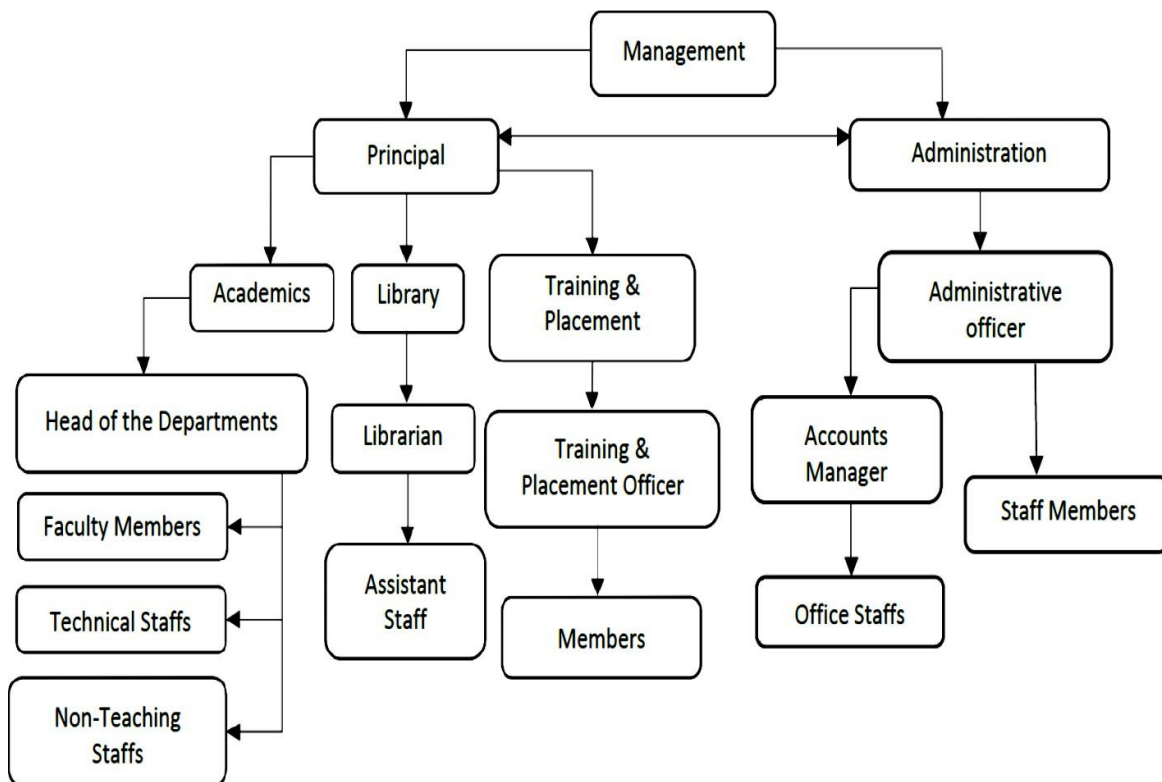 Management
Principal
Administration
Academics
Library
Training &
Placement
Administrative
officer
Head of the Departments
Librarian
Training &
Placement Officer
Accounts
Manager
Staff Members
Faculty Members
Technical Staffs
Non-Teaching
Staffs
Assistant
Staff
Members
Office Staffs